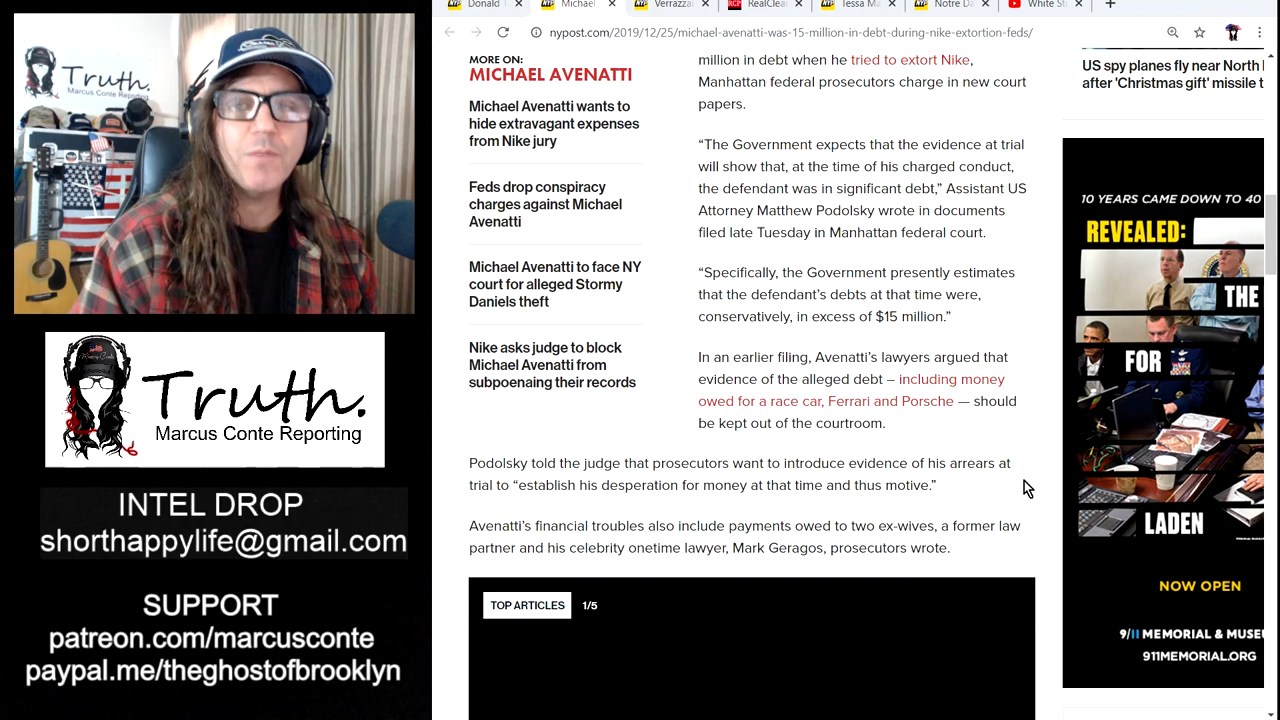 Donald
Michael
Verrazza
RealClea
Tessa Ma
Notre Da
White St
nypost.com/2019/12/25/michael-avenatti-was-15-million-in-debt-during-nike-extortion-feds/
Truth.
Marcus Conte Reporting
Truth.
Marcus Conte Reporting
INTEL DROP
shorthappylife@gmail.com
SUPPORT
patreon.com/marcusconte
paypal.me/theghostofbrooklyn
MORE ON:
MICHAEL AVENATTI
Michael Avenatti wants to
hide extravagant expenses
from Nike jury
Feds drop conspiracy
charges against Michael
Avenatti
Michael Avenatti to face NY
court for alleged Stormy
Daniels theft
Nike asks judge to block
Michael Avenatti from
subpoenaing their records
million in debt when he tried to extort Nike,
Manhattan federal prosecutors charge in new court
papers.
“The Government expects that the evidence at trial
will show that, at the time of his charged conduct,
the defendant was in significant debt,” Assistant US
Attorney Matthew Podolsky wrote in documents
filed late Tuesday in Manhattan federal court.
“Specifically, the Government presently estimates
that the defendant’s debts at that time were,
conservatively, in excess of $15 million.”
In an earlier filing, Avenatti’s lawyers argued that
evidence of the alleged debt – including money
owed for a race car, Ferrari and Porsche — should
be kept out of the courtroom.
Podolsky told the judge that prosecutors want to introduce evidence of his arrears at
trial to “establish his desperation for money at that time and thus motive.”
Avenatti’s financial troubles also include payments owed to two ex-wives, a former law
partner and his celebrity onetime lawyer, Mark Geragos, prosecutors wrote.
TOP ARTICLES 1/5
US spy planes fly near North
after 'Christmas gift' missile t
10 YEARS CAME DOWN TO 40
REVEALED:
THE
FOR
LADEN
NOW OPEN
9/11 MEMORIAL & MUSEU
911MEMORIAL.ORG